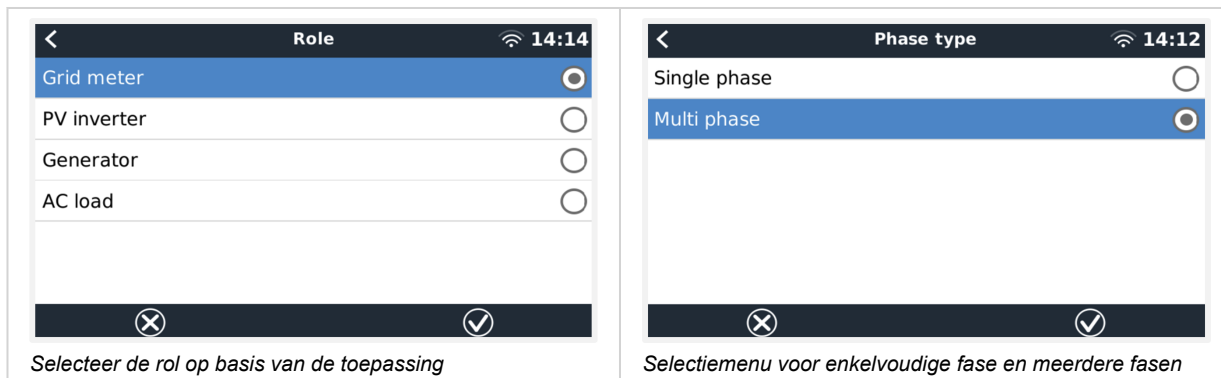 Role 14:14
Grid meter
PV inverter
Generator
AC load
Selecteer de rol op basis van de toepassing
Phase type 14:12
Single phase
Multi phase
Selectiemenu voor enkelvoudige fase en meerdere fasen